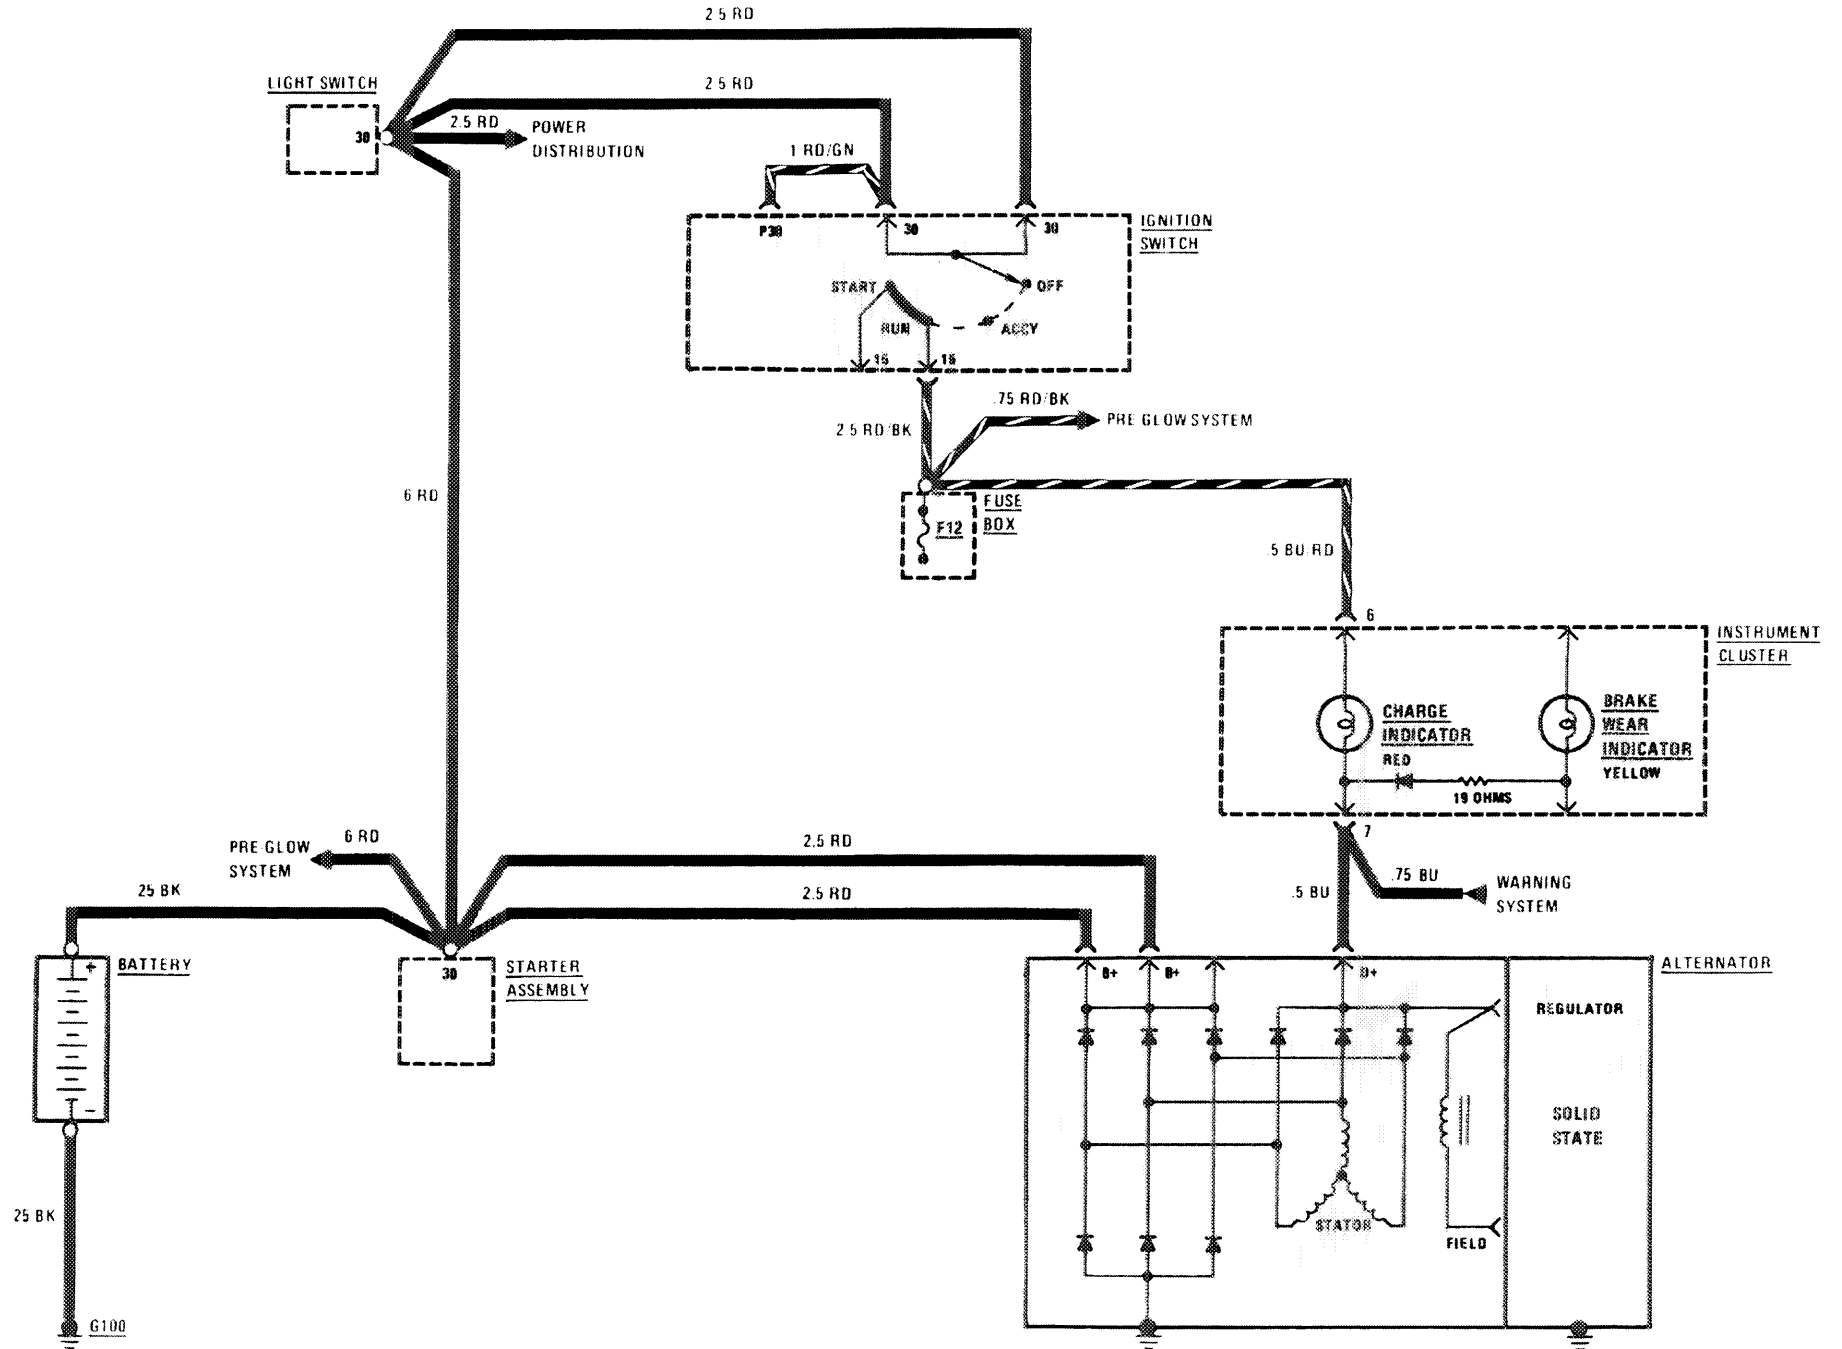 2.5 RD
LIGHT SWITCH
2.5 RD
30
2.5 RD
POWER
DISTRIBUTION
1 RD/GN
P30
30
30
IGNITION
SWITCH
START
OFF
RUN
ACCY
15
2.5 RD/BK
.75 RD/BK
PRE GLOW SYSTEM
6 RD
FUSE
BOX
F12
.5 BU RD
6
INSTRUMENT
CLUSTER
CHARGE
INDICATOR
RED
BRAKE
WEAR
INDICATOR
YELLOW
19 OHMS
7
PRE-GLOW
SYSTEM
6 RD
2.5 RD
25 BK
2.5 RD
.5 BU
.75 BU
WARNING
SYSTEM
+
BATTERY
30
STARTER
ASSEMBLY
B+
B+
D+
ALTERNATOR
REGULATOR
–
SOLID
STATE
25 BK
STATOR
FIELD
G100